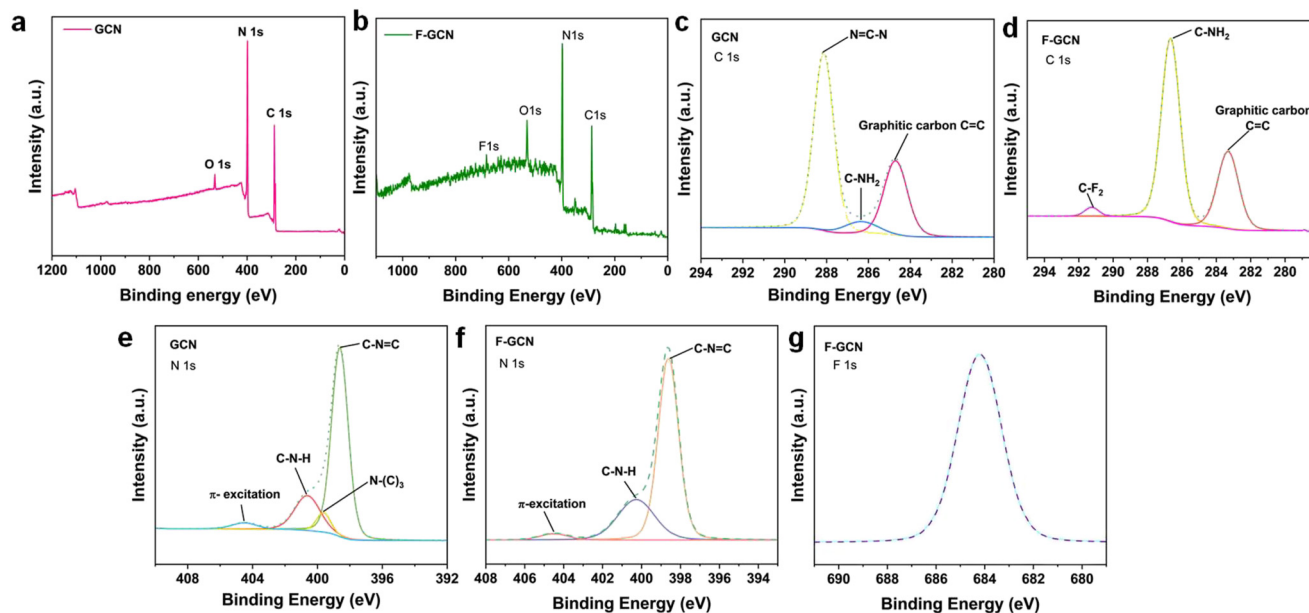 a
GCN
N 1s
C 1s
O 1s
Intensity (a.u.)
1200 1000 800 600 400 200 0
Binding energy (eV)
b
F-GCN
N1s
O1s
C1s
F1s
Intensity (a.u.)
1000 800 600 400 200 0
Binding Energy (eV)
c
GCN
C 1s
N=C-N
Graphitic carbon C=C
C-NH2
Intensity (a.u.)
294 292 290 288 286 284 282 280
Binding Energy (eV)
d
F-GCN
C 1s
C-NH2
Graphitic carbon
C=C
C-F2
Intensity (a.u.)
295 294 292 290 288 286 285 283 282 280
Binding Energy (eV)
e
GCN
N 1s
C-N=C
C-N-H
N-(C)3
π- excitation
Intensity (a.u.)
408 404 400 396 392
Binding Energy (eV)
f
F-GCN
N 1s
C-N=C
C-N-H
π-excitation
Intensity (a.u.)
408 406 404 402 400 398 396 394
Binding Energy (eV)
g
F-GCN
F 1s
Intensity (a.u.)
690 688 686 684 682 680
Binding Energy (eV)